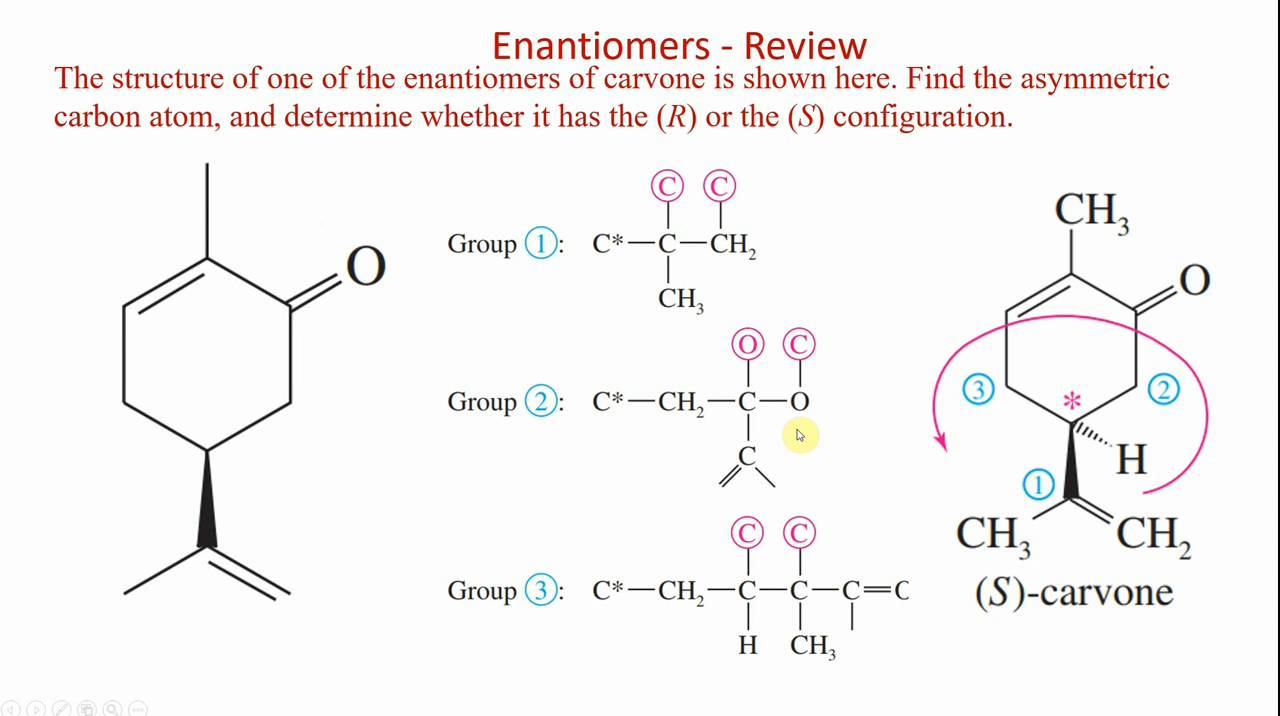 Enantiomers - Review
The structure of one of the enantiomers of carvone is shown here. Find the asymmetric
carbon atom, and determine whether it has the (R) or the (S) configuration.
O
C C
Group 1: C*—C—CH₂
CH₃
O C
Group 2: C*—CH₂—C—O
C
C C
Group 3: C*—CH₂—C—C—C=C
H CH₃
CH₃
O
3 * 2
H
1
CH₃ CH₂
(S)-carvone